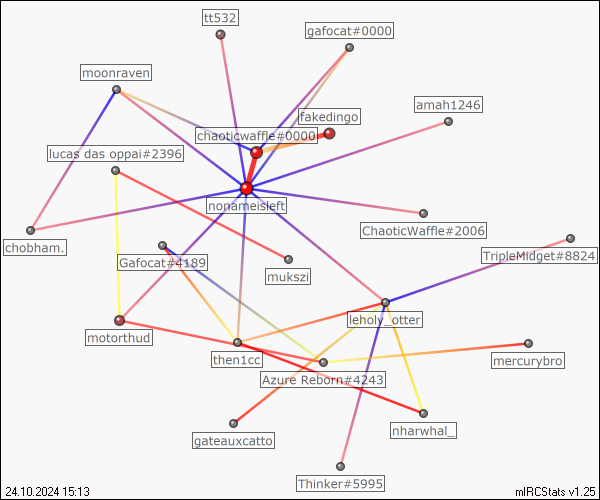 tt532
gafocat#0000
moonraven
amah1246
fakedingo
chaoticwaffle#0000
lucas das oppai#2396
nonameisleft
ChaoticWaffle#2006
chobham.
TripleMidget#8824
Gafocat#4189
mukszi
leholy_otter
motorthud
then1cc
mercurybro
Azure Reborn#4243
nharwhal_
gateauxcatto
Thinker#5995
24.10.2024 15:13
mIRCStats v1.25